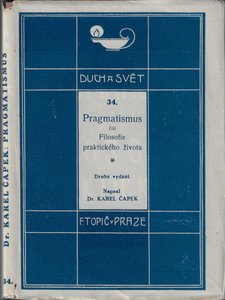 DUCH A SVĚT
34.
Pragmatismus
čili
Filosofie
praktického života
*
Druhé vydání
Napsal
Dr. KAREL ČAPEK
F. TOPIČ V PRAZE
Dr. KAREL ČAPEK: PRAGMATISMUS
34.